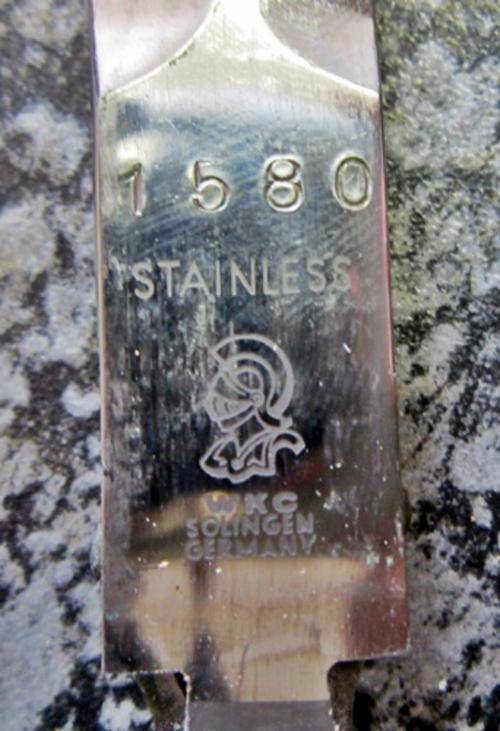 1580
STAINLESS
WKC
SOLINGEN
GERMANY